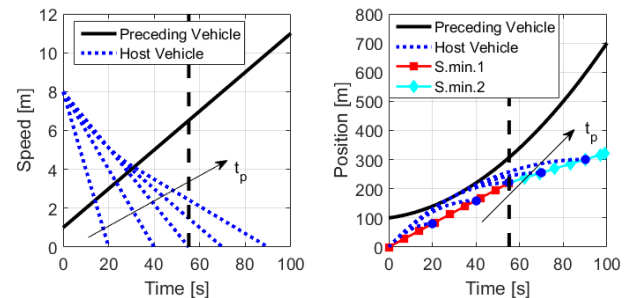 12
10
8
6
4
2
0
Speed [m]
Preceding Vehicle
Host Vehicle
tp
0 20 40 60 80 100
Time [s]
800
700
600
500
400
300
200
100
0
Position [m]
Preceding Vehicle
Host Vehicle
S.min.1
S.min.2
tp
0 20 40 60 80 100
Time [s]